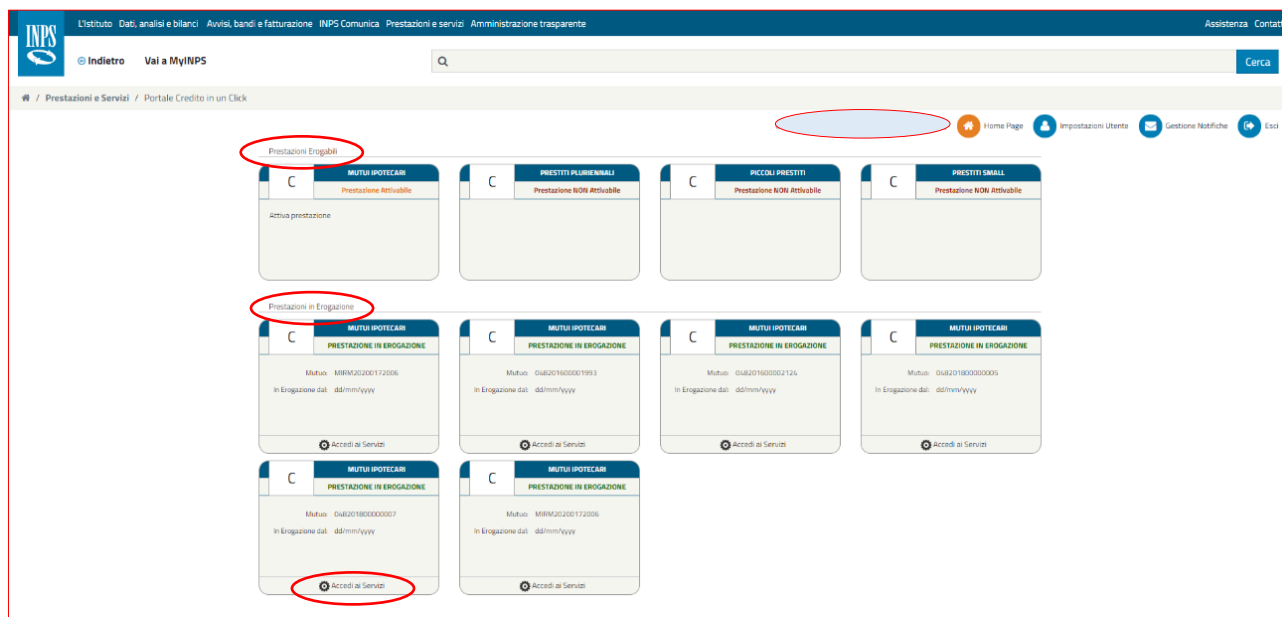 INPS
L'Istituto Dati, analisi e bilanci Avvisi, bandi e fatturazione INPS Comunica Prestazioni e servizi Amministrazione trasparente
Assistenza Contatt
Indietro Vai a MyINPS
Cerca
/ Prestazioni e Servizi / Portale Credito in un Click
Home Page Impostazioni Utente Gestione Notifiche Esci
Prestazioni Erogabili
C MUTUI IPOTECARI
Prestazione Attivabile
Attiva prestazione
C PRESTITI PLURIENNALI
Prestazione NON Attivabile
C PICCOLI PRESTITI
Prestazione NON Attivabile
C PRESTITI SMALL
Prestazione NON Attivabile
Prestazioni in Erogazione
C MUTUI IPOTECARI
PRESTAZIONE IN EROGAZIONE
Mutuo: MIRM20200172006
In Erogazione dal: dd/mm/yyyy
Accedi ai Servizi
C MUTUI IPOTECARI
PRESTAZIONE IN EROGAZIONE
Mutuo: 04B201600001993
In Erogazione dal: dd/mm/yyyy
Accedi ai Servizi
C MUTUI IPOTECARI
PRESTAZIONE IN EROGAZIONE
Mutuo: 04B201600002124
In Erogazione dal: dd/mm/yyyy
Accedi ai Servizi
C MUTUI IPOTECARI
PRESTAZIONE IN EROGAZIONE
Mutuo: 04B201800000005
In Erogazione dal: dd/mm/yyyy
Accedi ai Servizi
C MUTUI IPOTECARI
PRESTAZIONE IN EROGAZIONE
Mutuo: 04B201800000007
In Erogazione dal: dd/mm/yyyy
Accedi ai Servizi
C MUTUI IPOTECARI
PRESTAZIONE IN EROGAZIONE
Mutuo: MIRM20200172006
In Erogazione dal: dd/mm/yyyy
Accedi ai Servizi